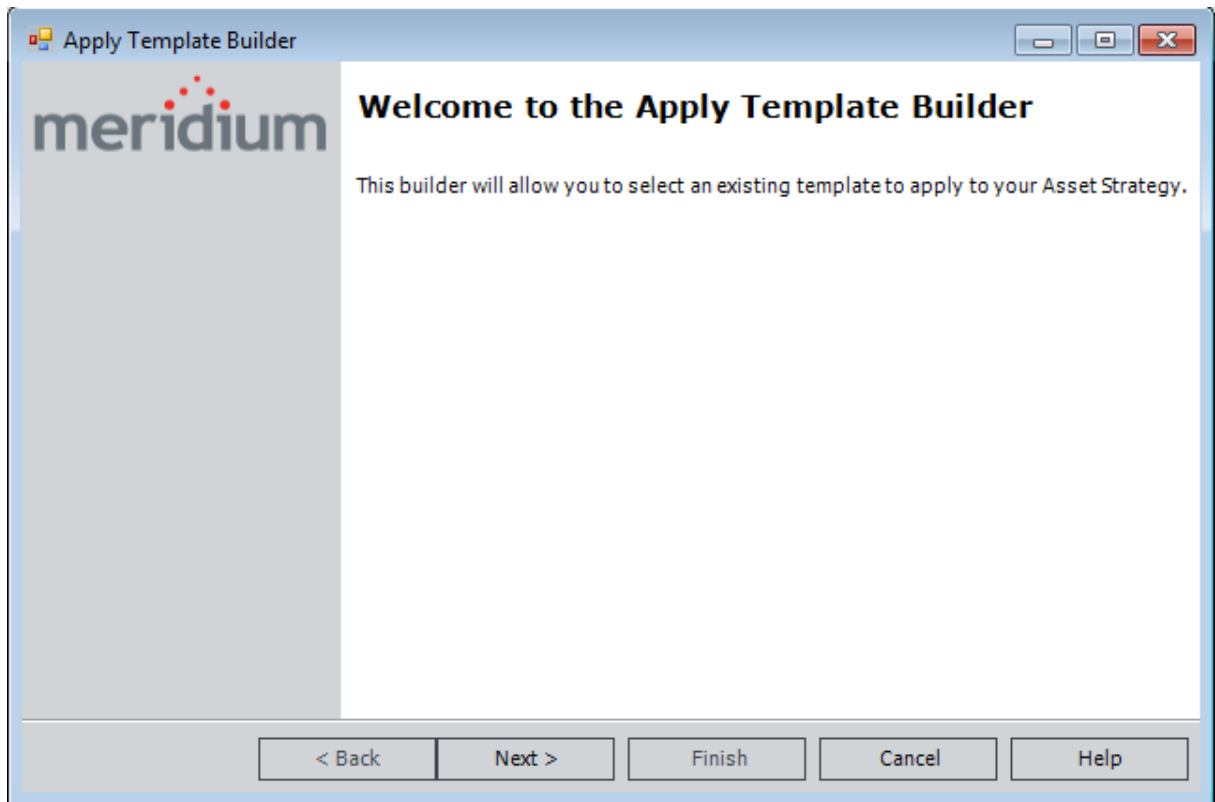 Apply Template Builder
meridium
Welcome to the Apply Template Builder
This builder will allow you to select an existing template to apply to your Asset Strategy.
< Back Next > Finish Cancel Help